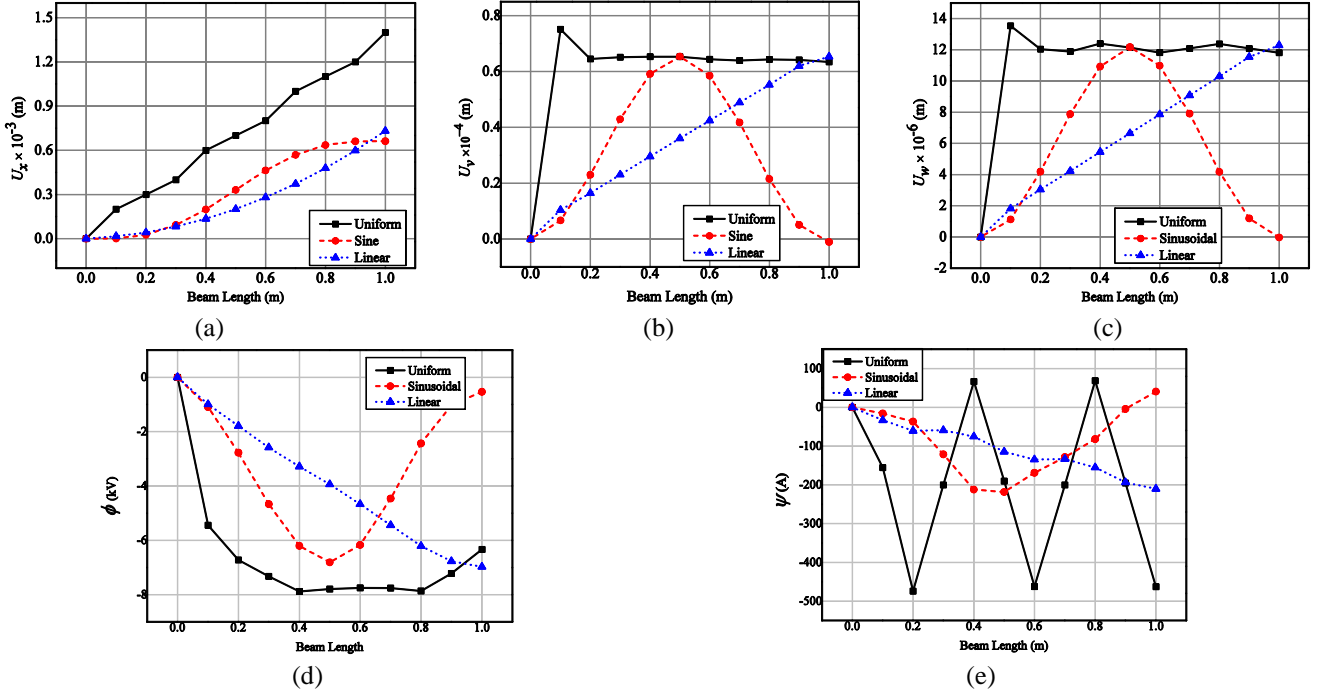 1.5
1.2
0.9
0.6
0.3
0.0
Uₓ × 10⁻³ (m)
Uniform
Sine
Linear
0.0 0.2 0.4 0.6 0.8 1.0
Beam Length (m)
(a)
0.8
0.6
0.4
0.2
0.0
Uᵥ ×10⁻⁴ (m)
Uniform
Sine
Linear
0.0 0.2 0.4 0.6 0.8 1.0
Beam Length (m)
(b)
14
12
10
8
6
4
2
0
-2
U_w × 10⁻⁶ (m)
Uniform
Sinusoidal
Linear
0.0 0.2 0.4 0.6 0.8 1.0
Beam Length (m)
(c)
0
-2
-4
-6
-8
ϕ (kV)
Uniform
Sinusoidal
Linear
0.0 0.2 0.4 0.6 0.8 1.0
Beam Length
(d)
100
0
-100
-200
-300
-400
-500
ψ (A)
Uniform
Sinusoidal
Linear
0.0 0.2 0.4 0.6 0.8 1.0
Beam Length (m)
(e)